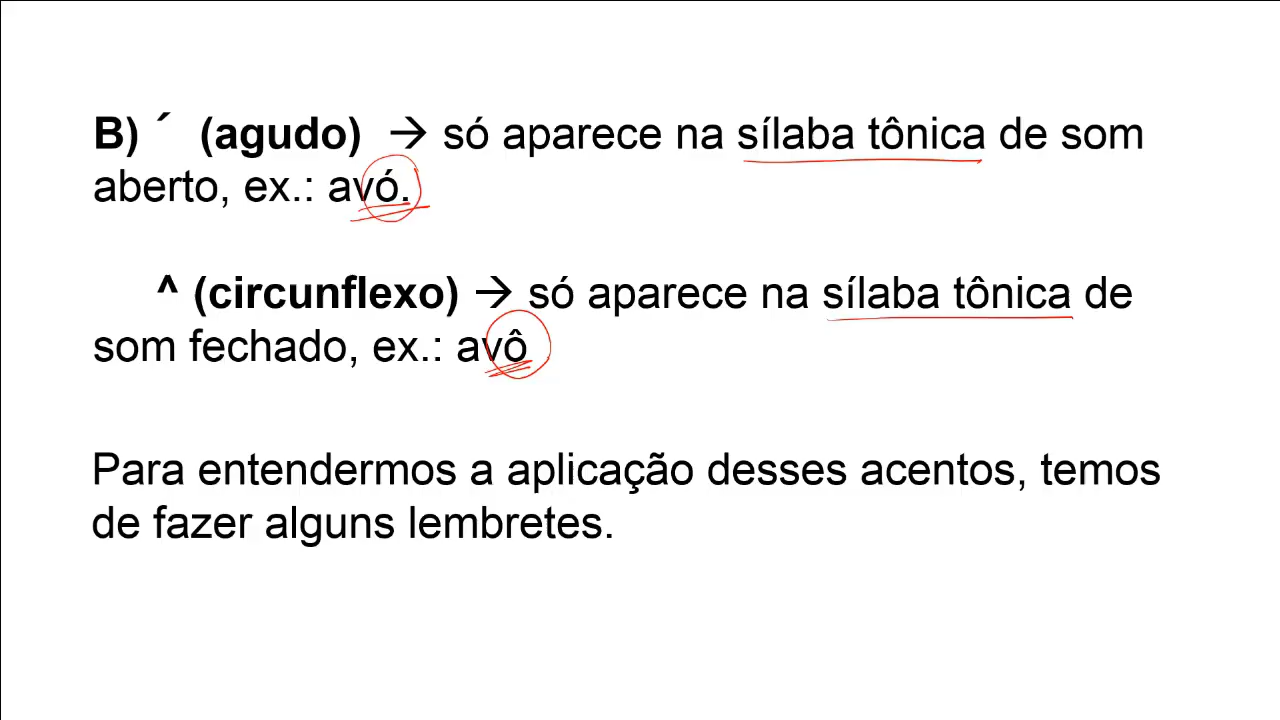 B) ´ (agudo) → só aparece na sílaba tônica de som
aberto, ex.: avó.
^ (circunflexo) → só aparece na sílaba tônica de
som fechado, ex.: avô
Para entendermos a aplicação desses acentos, temos
de fazer alguns lembretes.